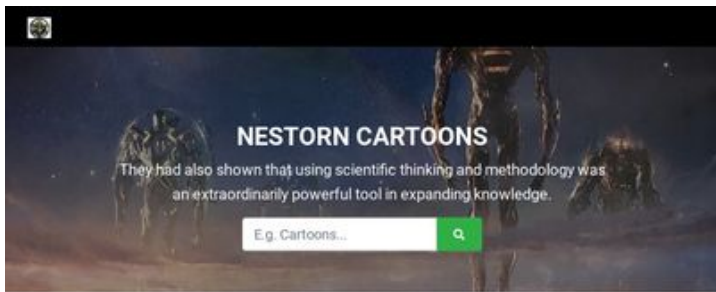 NESTORN CARTOONS
They had also shown that using scientific thinking and methodology was
an extraordinarily powerful tool in expanding knowledge.
E.g. Cartoons...